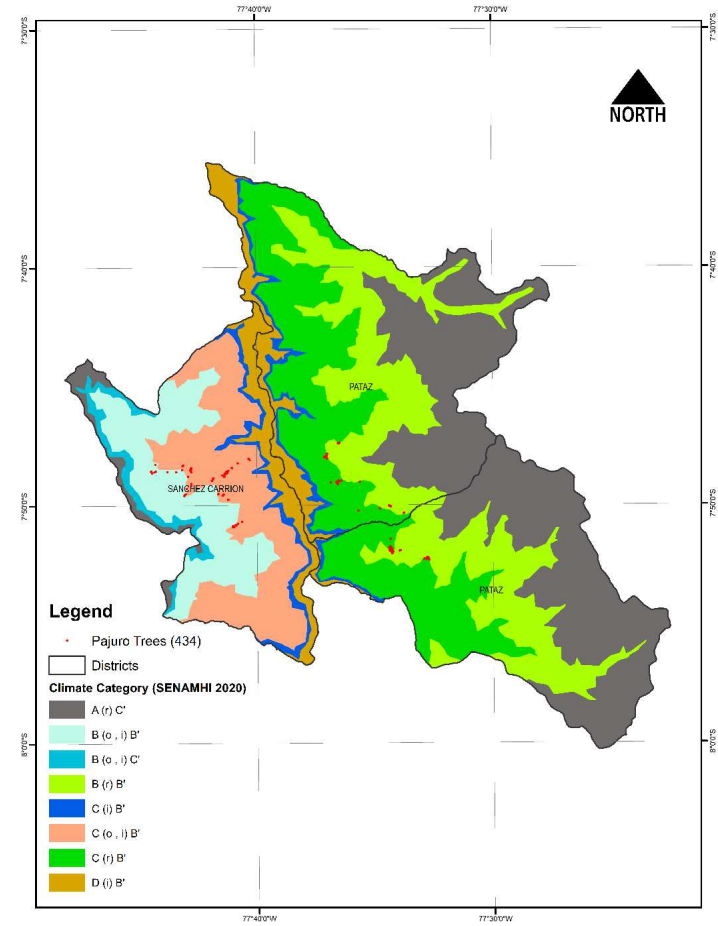 77°40'0"W 77°30'0"W
7°30'0"S 7°30'0"S
NORTH
7°40'0"S 7°40'0"S
PATAZ
SANCHEZ CARRION
7°50'0"S 7°50'0"S
PATAZ
Legend
Pajuro Trees (434)
Districts
Climate Category (SENAMHI 2020)
A (r) C'
B (o , i) B'
B (o , i) C'
B (r) B'
C (i) B'
C (o , i) B'
C (r) B'
D (i) B'
8°0'0"S 8°0'0"S
77°40'0"W 77°30'0"W